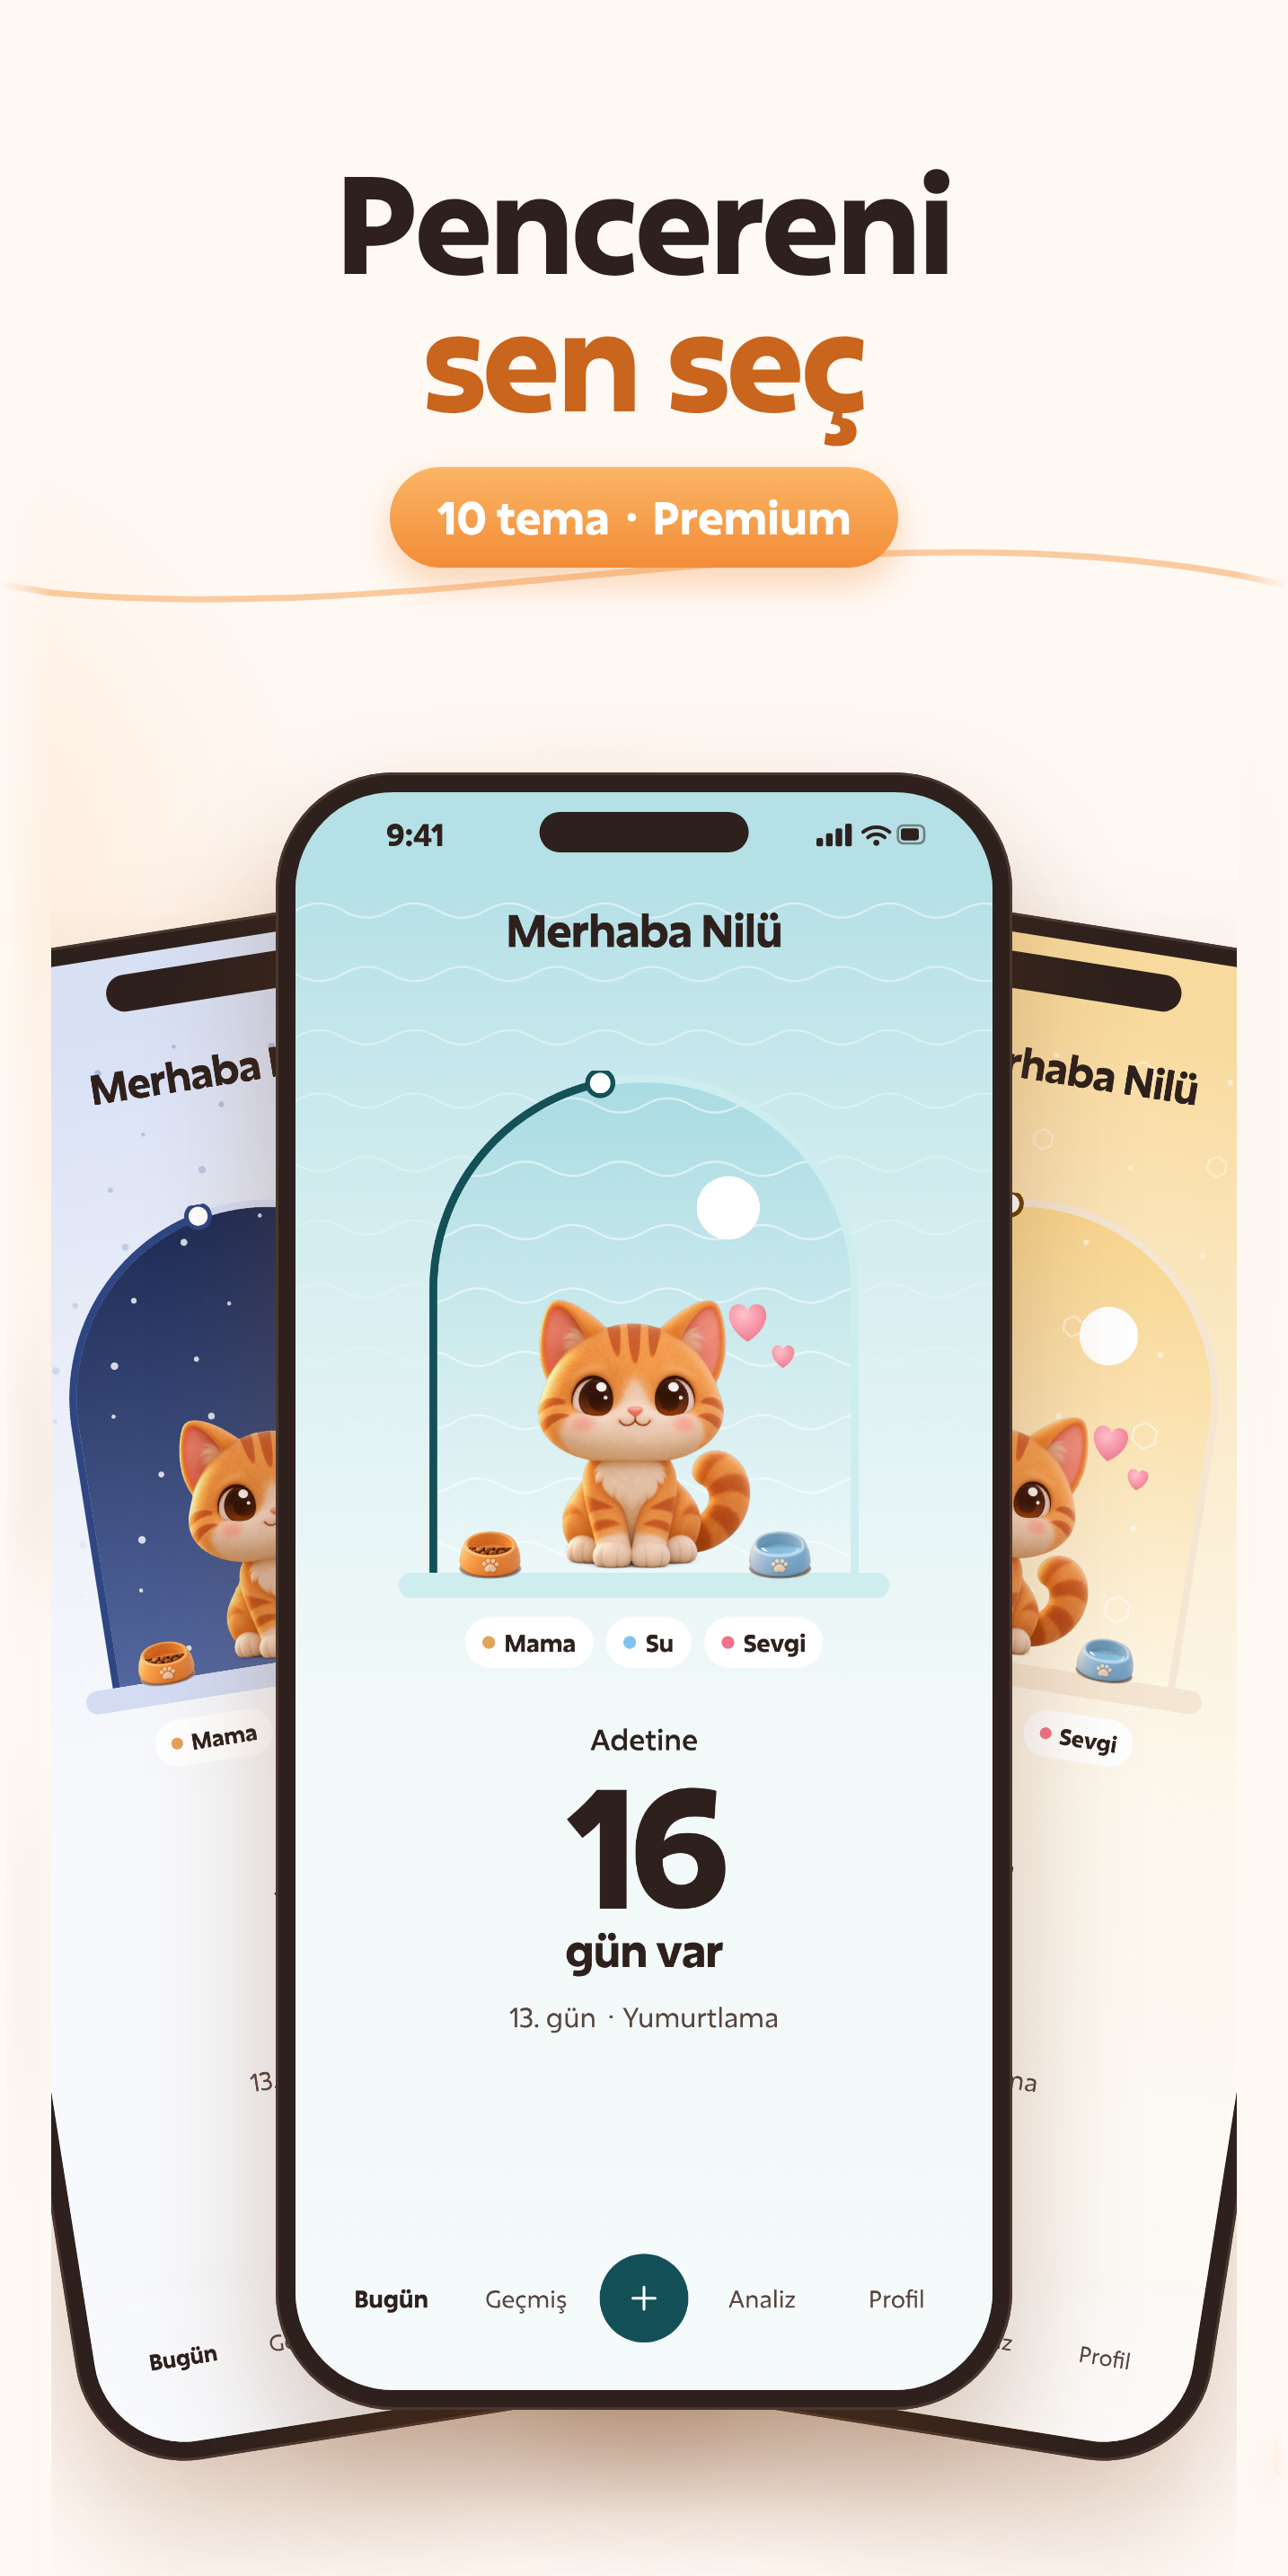 Pencereni
sen seç
10 tema · Premium
9:41
Merhaba Nilü
Merhaba
Nilü
Mama
Su
Sevgi
Mama
Sevgi
Adetine
16
gün var
13. gün · Yumurtlama
13.
Bugün
Geçmiş
+
Analiz
Profil
Bugün
Profil